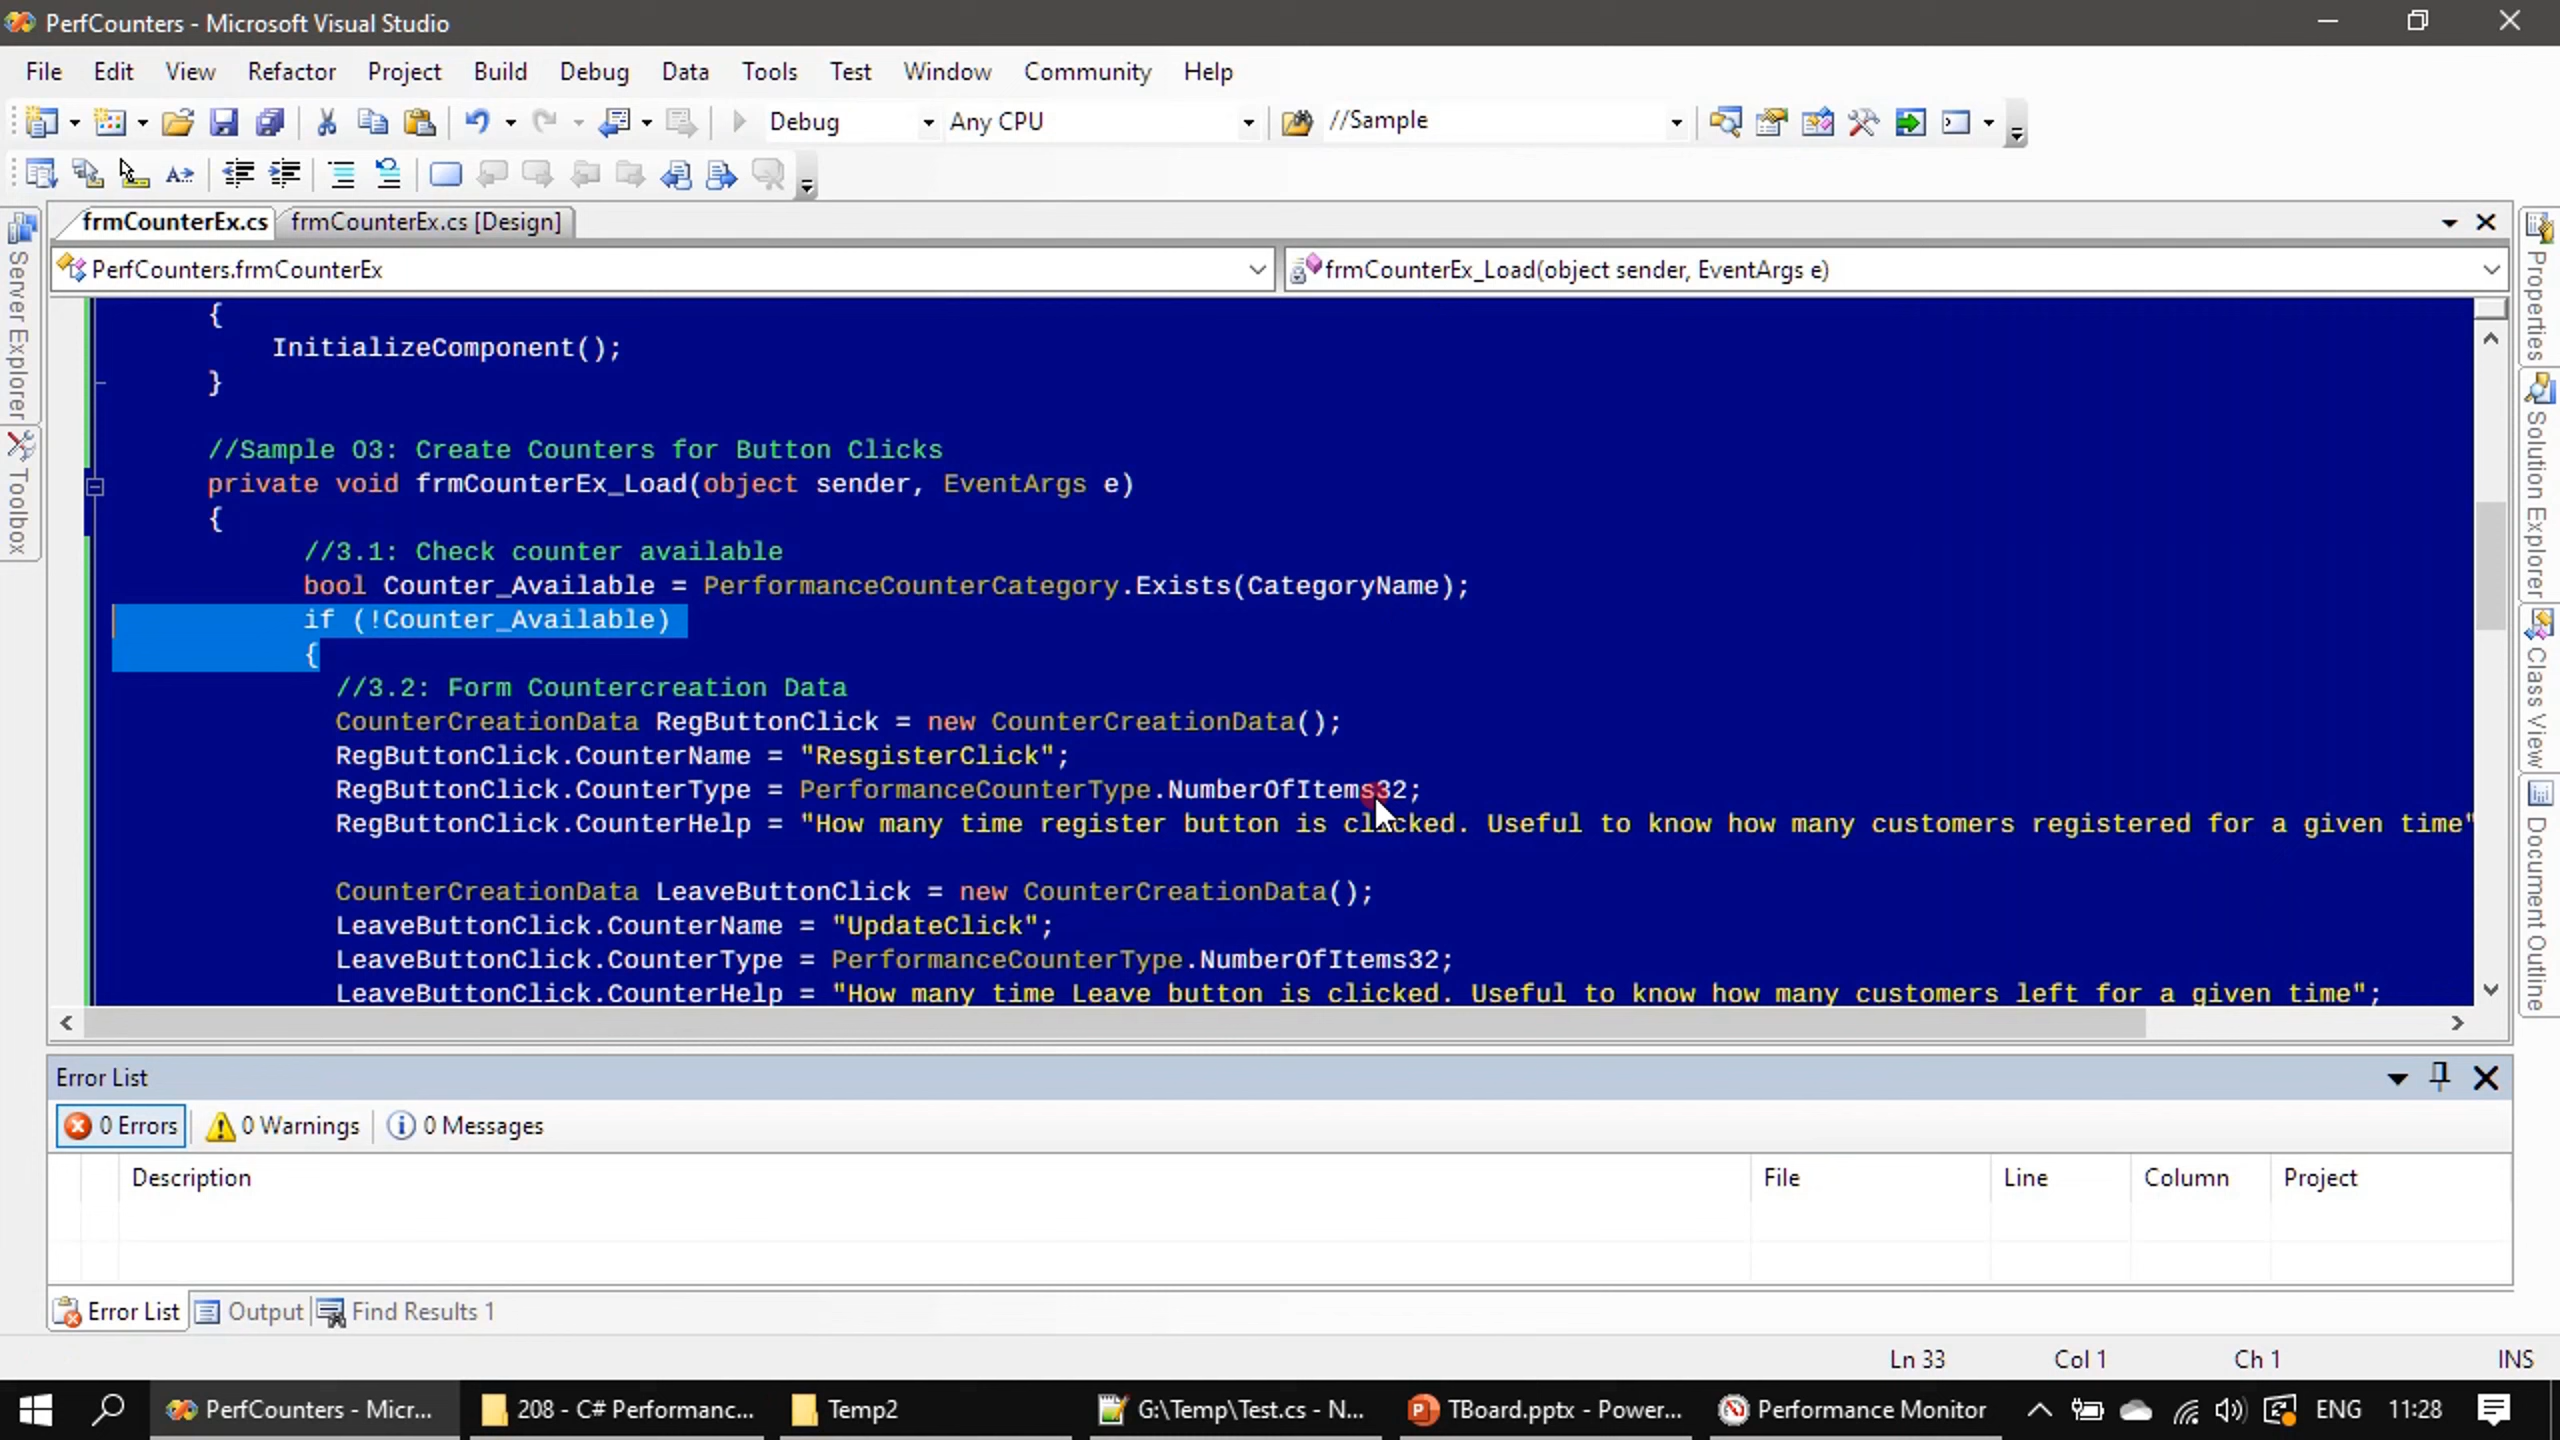 PerfCounters - Microsoft Visual Studio
File Edit View Refactor Project Build Debug Data Tools Test Window Community Help
Debug Any CPU //Sample
frmCounterEx.cs frmCounterEx.cs [Design]
PerfCounters.frmCounterEx frmCounterEx_Load(object sender, EventArgs e)
Server Explorer
Toolbox
{
InitializeComponent();
}
//Sample 03: Create Counters for Button Clicks
private void frmCounterEx_Load(object sender, EventArgs e)
{
//3.1: Check counter available
bool Counter_Available = PerformanceCounterCategory.Exists(CategoryName);
if (!Counter_Available)
{
//3.2: Form Countercreation Data
CounterCreationData RegButtonClick = new CounterCreationData();
RegButtonClick.CounterName = "ResgisterClick";
RegButtonClick.CounterType = PerformanceCounterType.NumberOfItems32;
RegButtonClick.CounterHelp = "How many time register button is clicked. Useful to know how many customers registered for a given time"
CounterCreationData LeaveButtonClick = new CounterCreationData();
LeaveButtonClick.CounterName = "UpdateClick";
LeaveButtonClick.CounterType = PerformanceCounterType.NumberOfItems32;
LeaveButtonClick.CounterHelp = "How many time Leave button is clicked. Useful to know how many customers left for a given time";
Properties
Solution Explorer
Class View
Document Outline
Error List
0 Errors 0 Warnings 0 Messages
Description File Line Column Project
Error List Output Find Results 1
Ln 33 Col 1 Ch 1 INS
PerfCounters - Micr... 208 - C# Performanc... Temp2 G:\Temp\Test.cs - N... TBoard.pptx - Power... Performance Monitor ENG 11:28